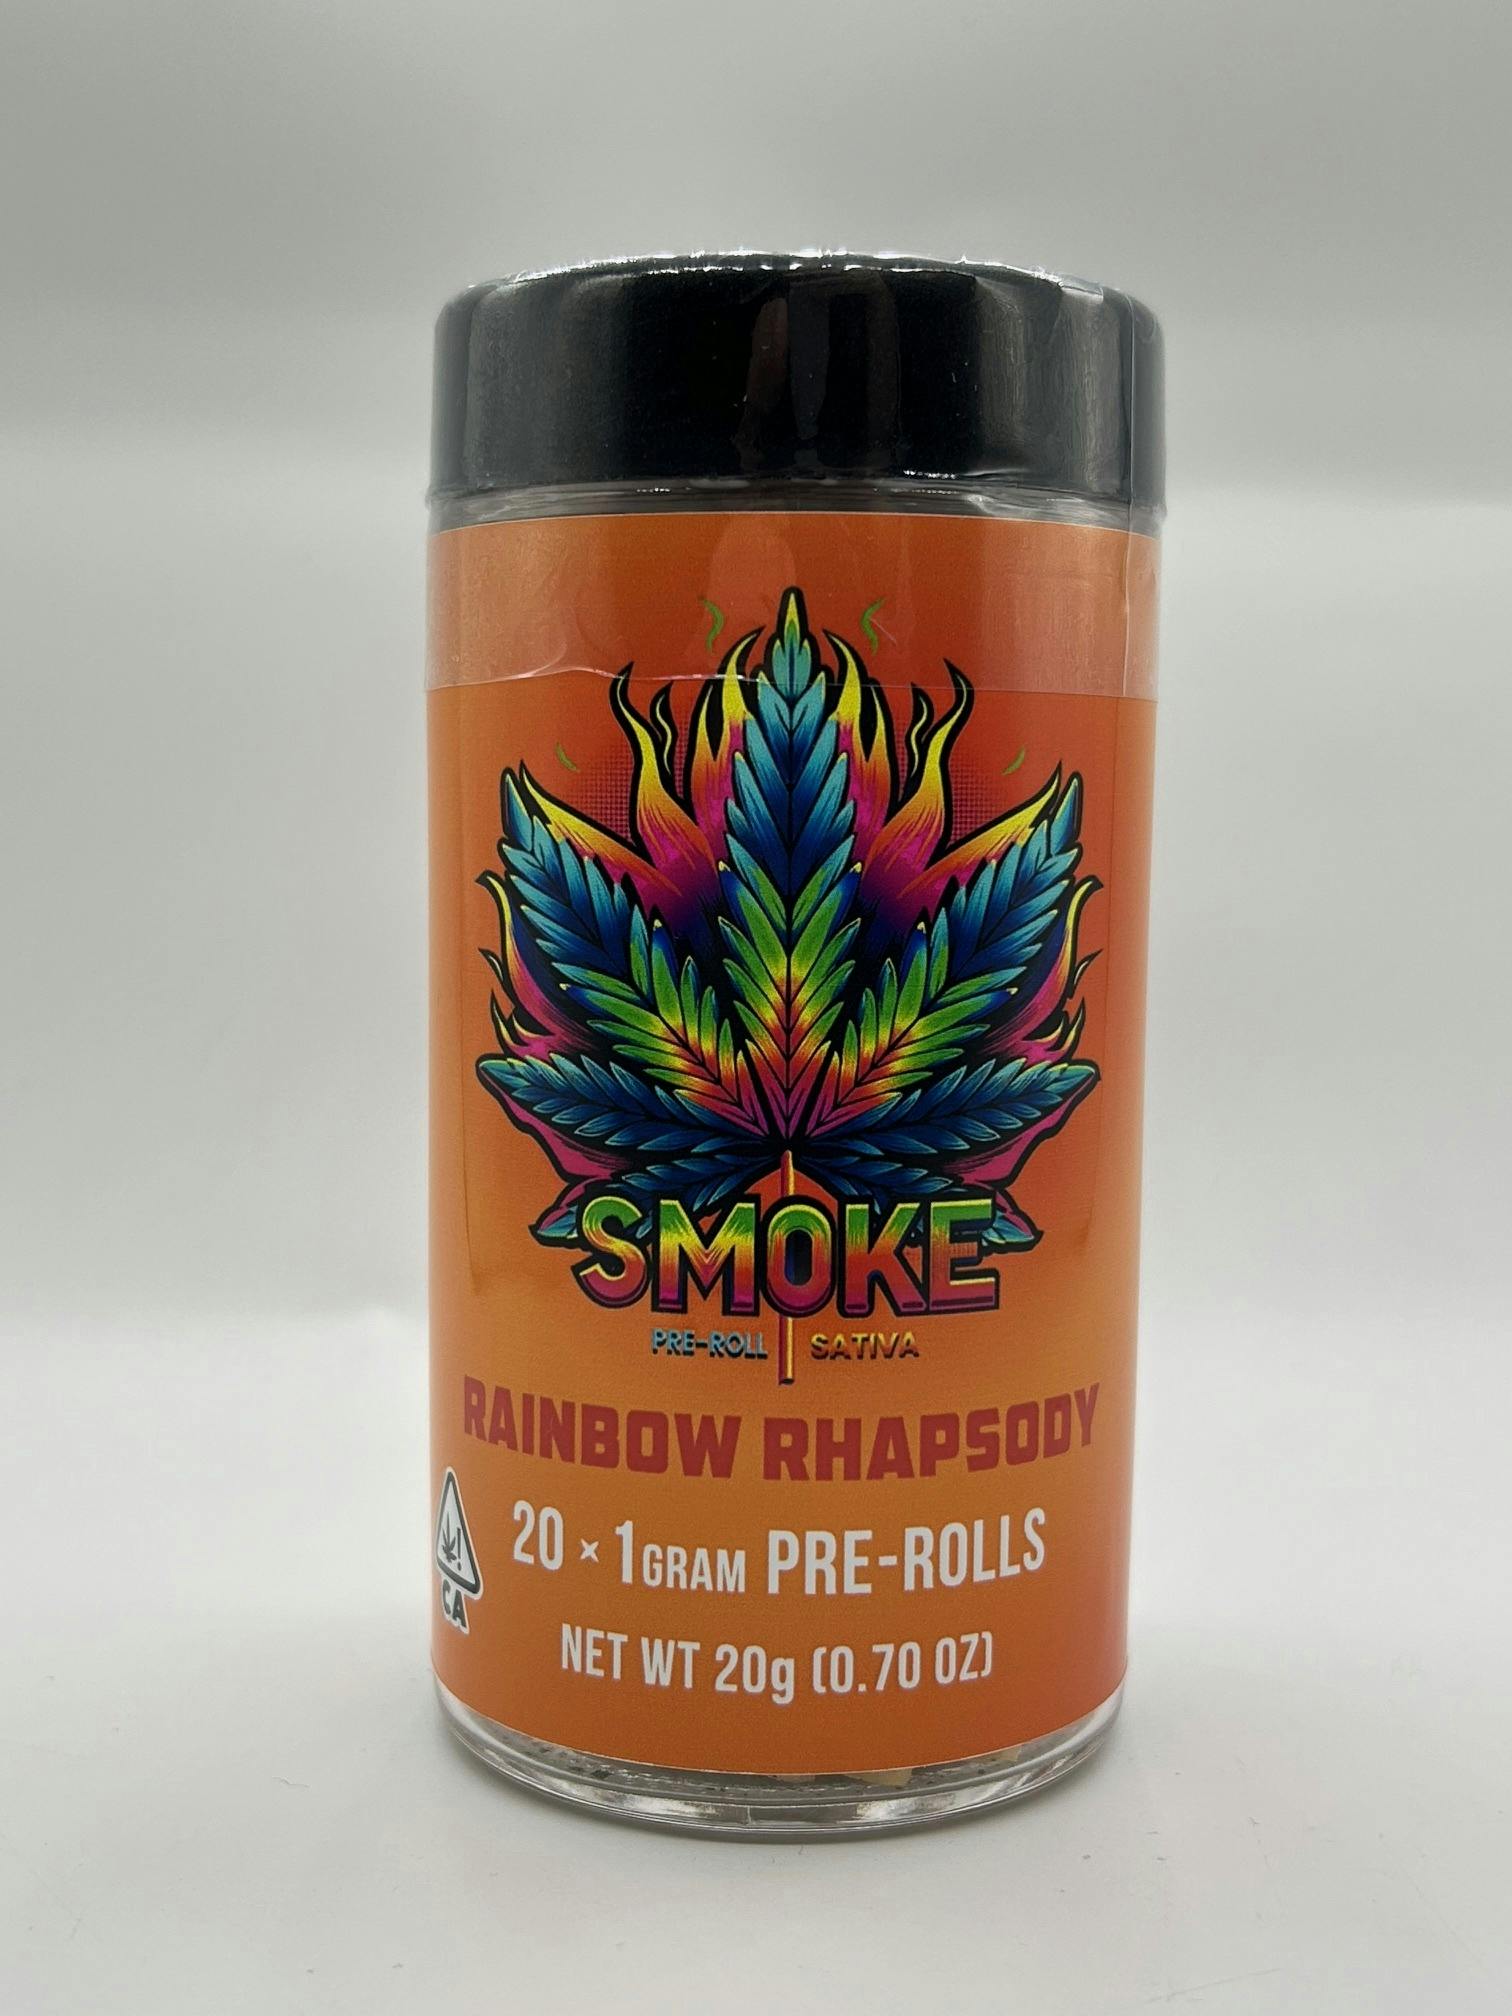 SMOKE
PRE-ROLL SATIVA
RAINBOW RHAPSODY
20 × 1GRAM PRE-ROLLS
!
CA
NET WT 20g (0.70 OZ)